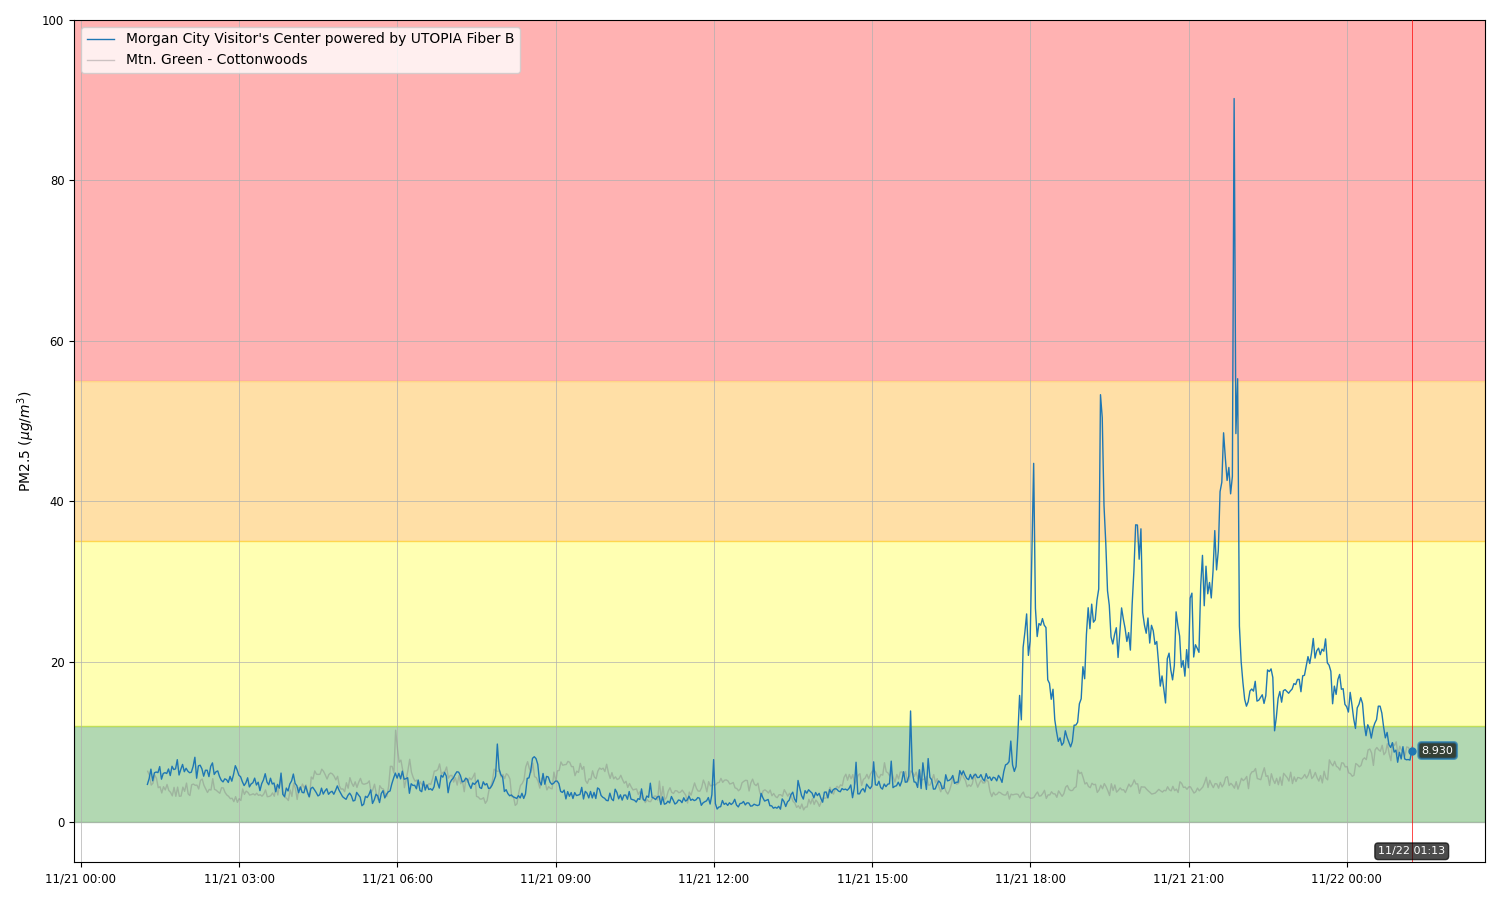 100
80
60
40
20
0
PM2.5 (μg/m³)
Morgan City Visitor's Center powered by UTOPIA Fiber B
Mtn. Green - Cottonwoods
8.930
11/22 01:13
11/21 00:00 11/21 03:00 11/21 06:00 11/21 09:00 11/21 12:00 11/21 15:00 11/21 18:00 11/21 21:00 11/22 00:00